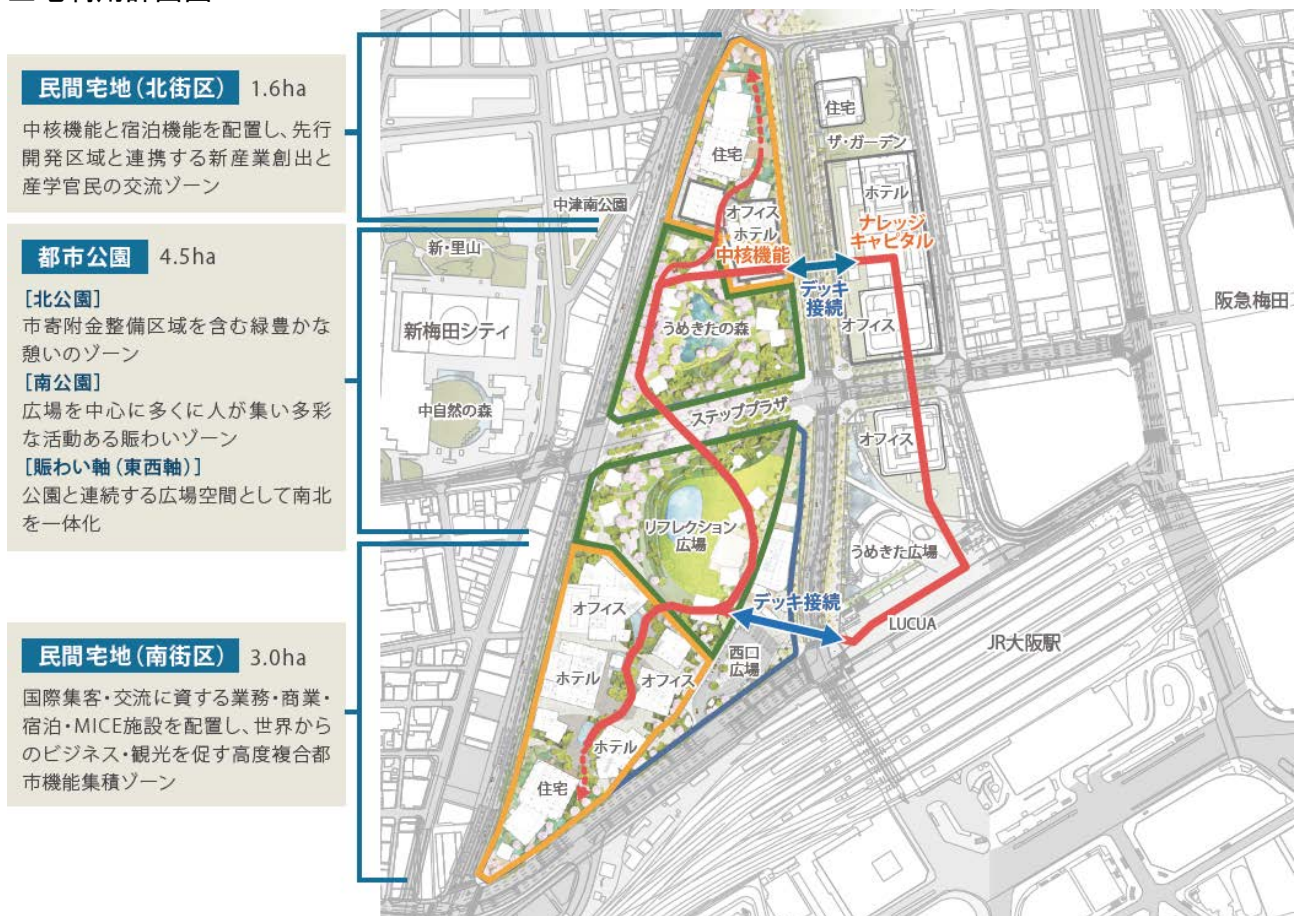 民間宅地(北街区) 1.6ha
中核機能と宿泊機能を配置し、先行
開発区域と連携する新産業創出と
産学官民の交流ゾーン
都市公園 4.5ha
[北公園]
市寄附金整備区域を含む緑豊かな
憩いのゾーン
[南公園]
広場を中心に多くに人が集い多彩
な活動ある賑わいゾーン
[賑わい軸(東西軸)]
公園と連続する広場空間として南北
を一体化
民間宅地(南街区) 3.0ha
国際集客・交流に資する業務・商業・
宿泊・MICE施設を配置し、世界から
のビジネス・観光を促す高度複合都
市機能集積ゾーン
住宅
ザ・ガーデン
住宅
ホテル
中津南公園
オフィス
ホテル
中核機能
ナレッジ
キャピタル
新・里山
デッキ
接続
阪急梅田
新梅田シティ
うめきたの森
オフィス
中自然の森
ステッププラザ
オフィス
リフレクション
広場
うめきた広場
オフィス
デッキ接続
LUCUA
JR大阪駅
西口
広場
ホテル
オフィス
ホテル
住宅